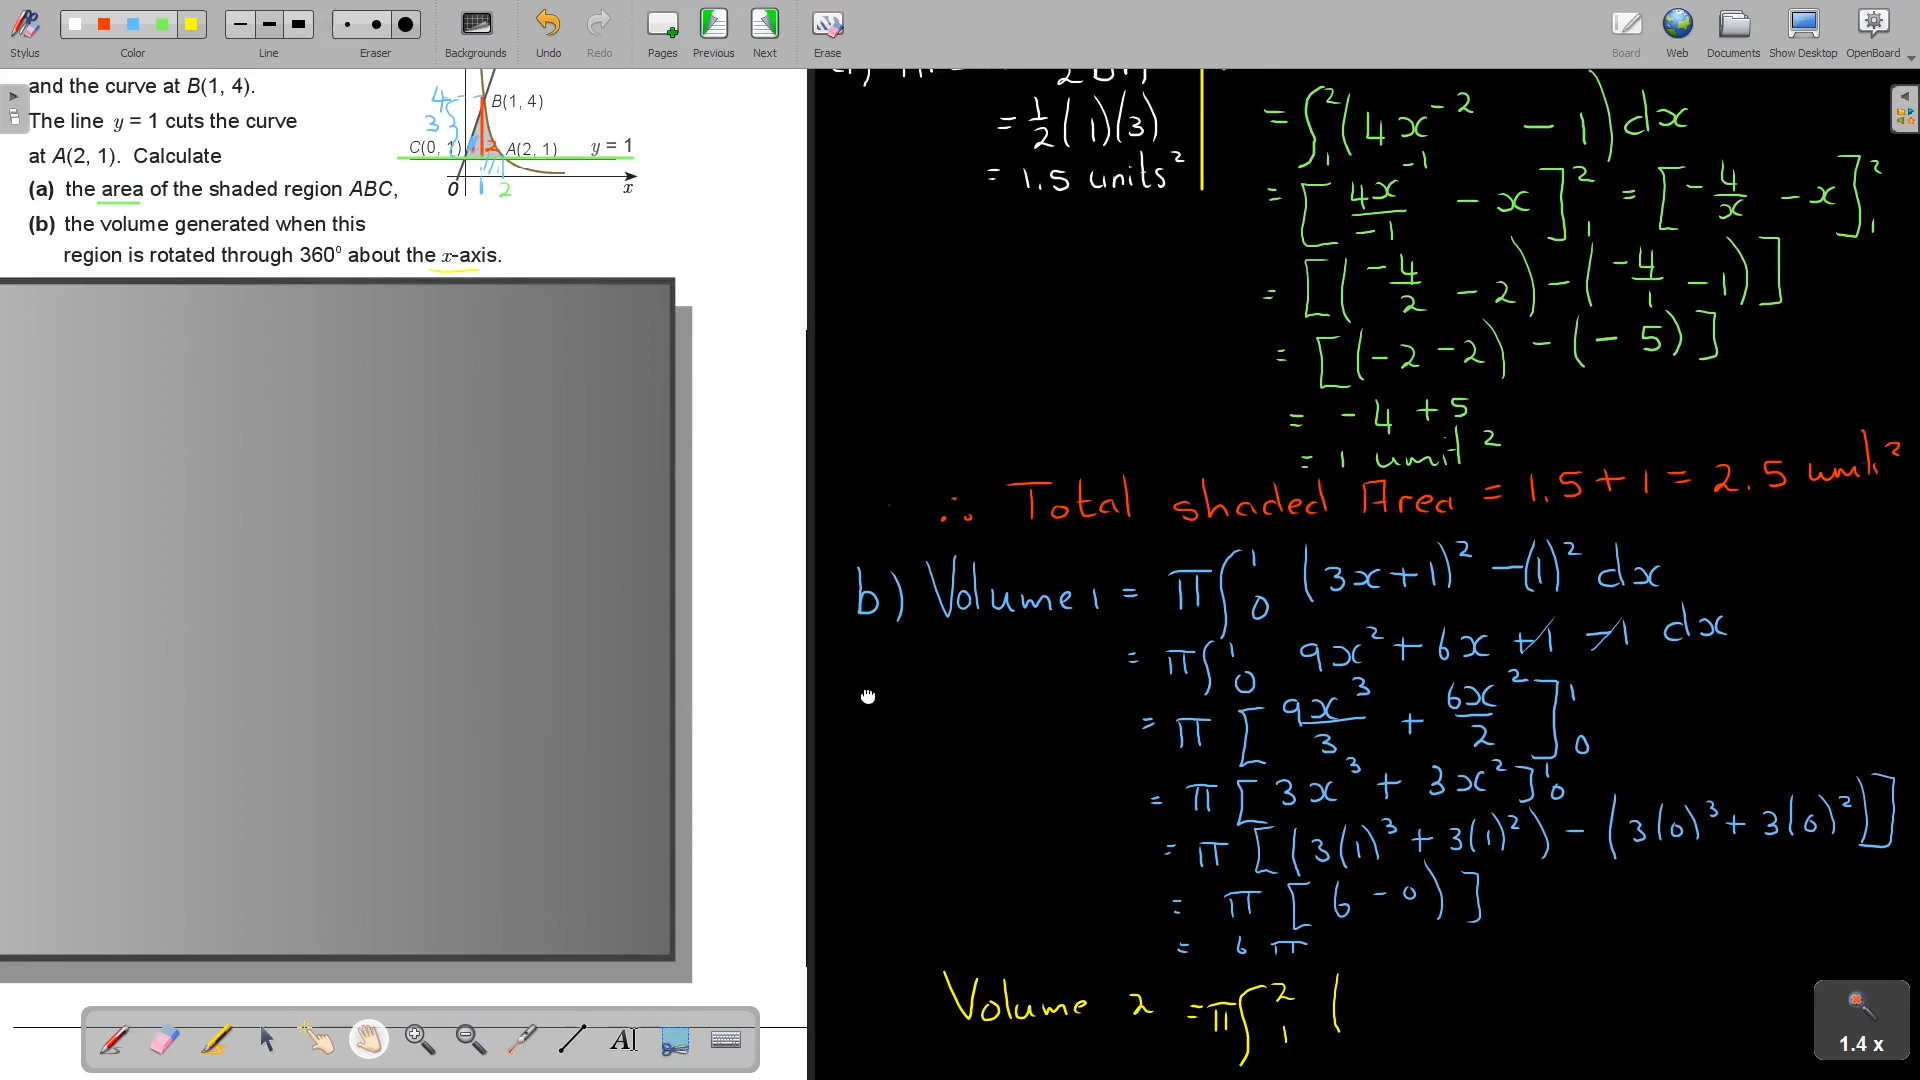 Stylus Color Line Eraser Backgrounds Undo Redo Pages Previous Next Erase Board Web Documents Show Desktop OpenBoard
and the curve at B(1, 4).
The line y = 1 cuts the curve
at A(2, 1). Calculate
(a) the area of the shaded region ABC,
(b) the volume generated when this
region is rotated through 360° about the x-axis.
4
B(1, 4)
3
C(0, 1)
1
2
A(2, 1)
y = 1
O
1
2
x
= 1/2 (1)(3)
= 1.5 units²
= ∫₁² (4x⁻² − 1) dx
= [4x⁻¹/−1 − x]₁² = [−4/x − x]₁²
= [(−4/2 − 2) − (−4/1 − 1)]
= [(−2 −2) − (−5)]
= −4 + 5
= 1 unit²
∴ Total shaded Area = 1.5 + 1 = 2.5 units²
b) Volume 1 = π∫₀¹ (3x+1)² − (1)² dx
= π∫₀¹ 9x² + 6x +1 −1 dx
= π [9x³/3 + 6x²/2]₀¹
= π [3x³ + 3x²]₀¹
= π [(3(1)³ + 3(1)²) − (3(0)³ + 3(0)²)]
= π [6 − 0)]
= 6π
Volume 2 = π∫₁² (
1.4 x